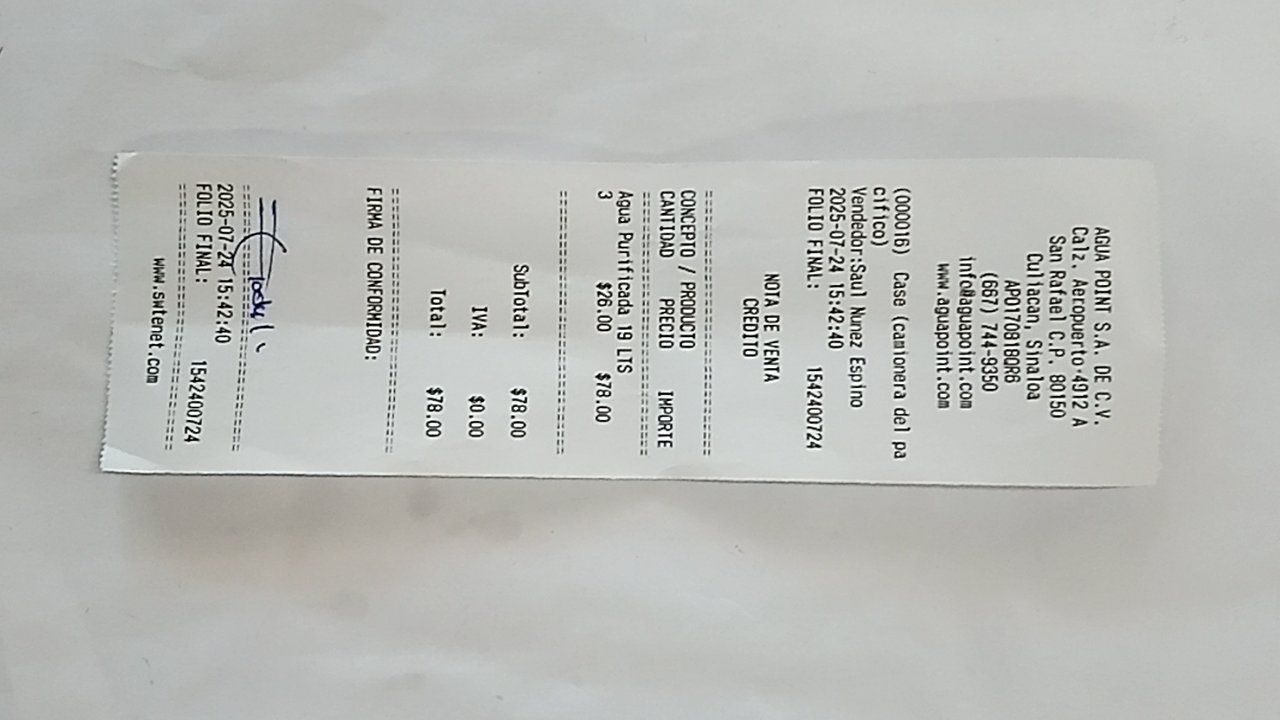 AGUA POINT S.A. DE C.V.
Calz. Aeropuerto 4912 A
San Rafael C.P. 80150
Culiacan, Sinaloa
APO170818QR6
(667) 744-9350
info@aguapoint.com
www.aguapoint.com
(000016) Case (camionera del pa
cifico)
Vendedor:Saul Nunez Espino
2025-07-24 15:42:40
FOLIO FINAL: 1542400724
NOTA DE VENTA
CREDITO
CONCEPTO / PRODUCTO
CANTIDAD PRECIO IMPORTE
Agua Purificada 19 LTS
3 $26.00 $78.00
SubTotal: $78.00
IVA: $0.00
Total: $78.00
FIRMA DE CONFORMIDAD:
2025-07-24 15:42:40
FOLIO FINAL: 1542400724
www.swtenet.com